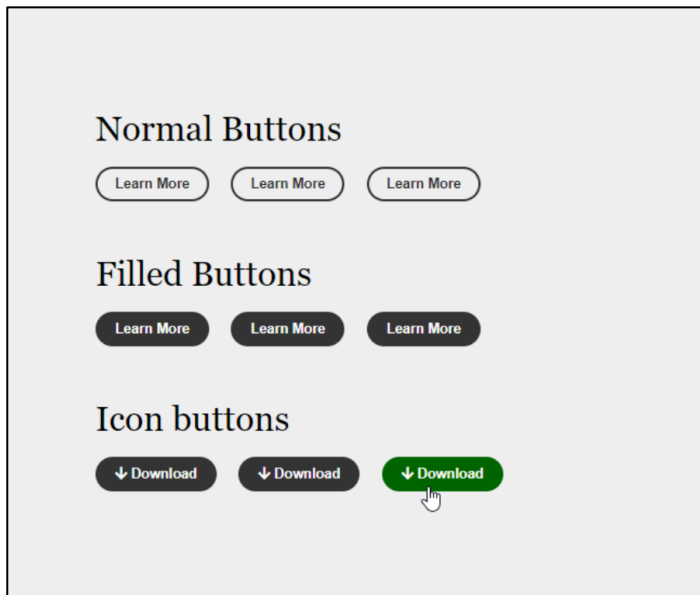 Normal Buttons
Learn More Learn More Learn More
Filled Buttons
Learn More Learn More Learn More
Icon buttons
Download Download Download